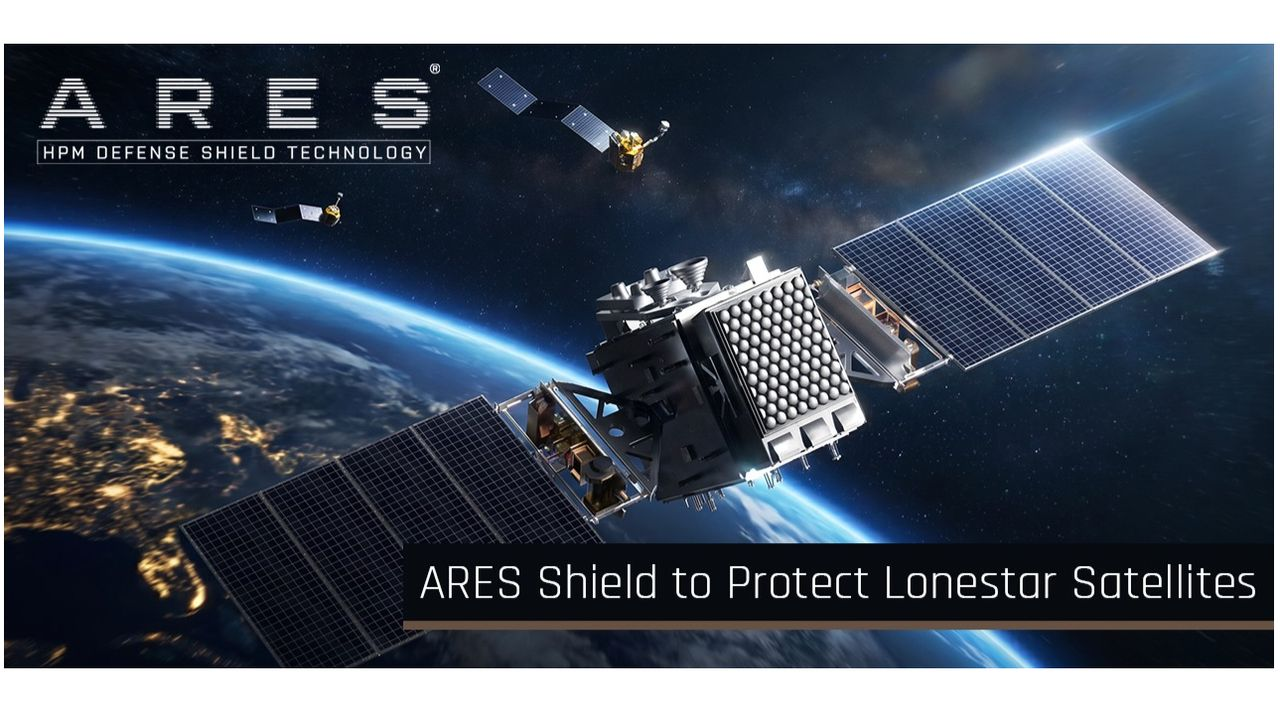 ARES®
HPM DEFENSE SHIELD TECHNOLOGY
ARES Shield to Protect Lonestar Satellites